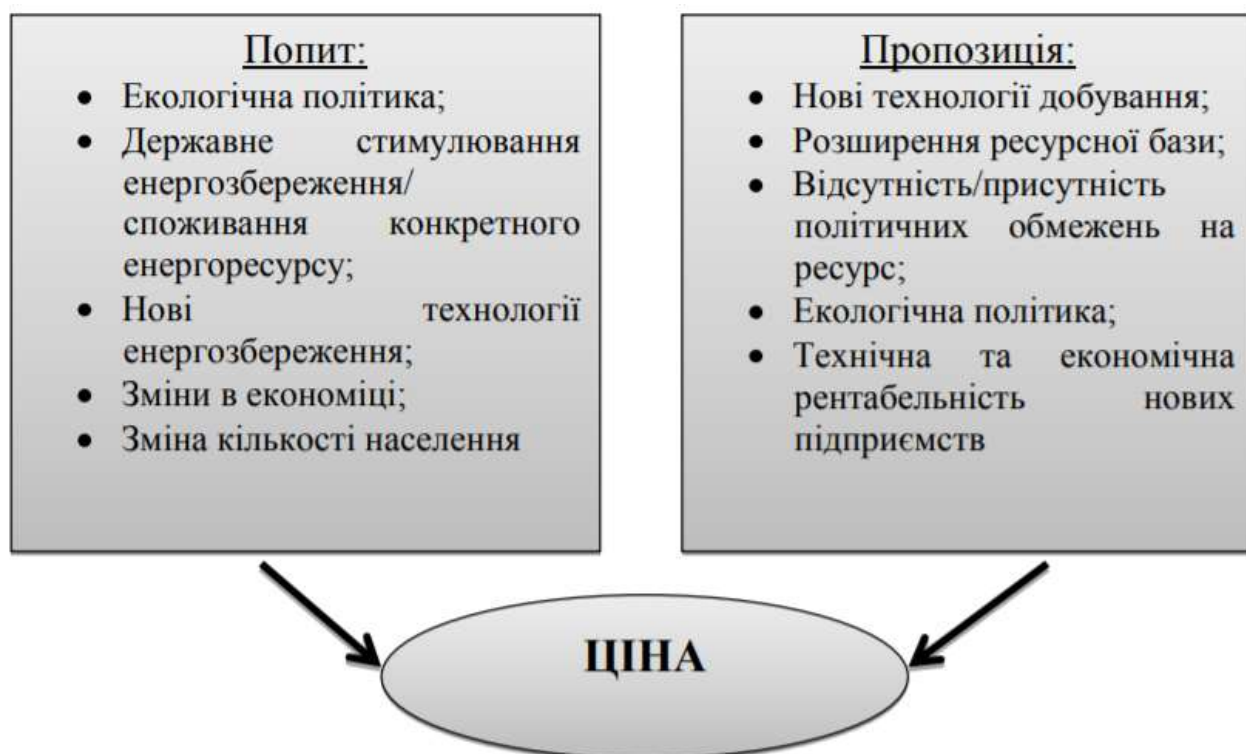 Попит:
• Екологічна політика;
• Державне стимулювання
енергозбереження/
споживання конкретного
енергоресурсу;
• Нові технології
енергозбереження;
• Зміни в економіці;
• Зміна кількості населення
Пропозиція:
• Нові технології добування;
• Розширення ресурсної бази;
• Відсутність/присутність
політичних обмежень на
ресурс;
• Екологічна політика;
• Технічна та економічна
рентабельність нових
підприємств
ЦІНА